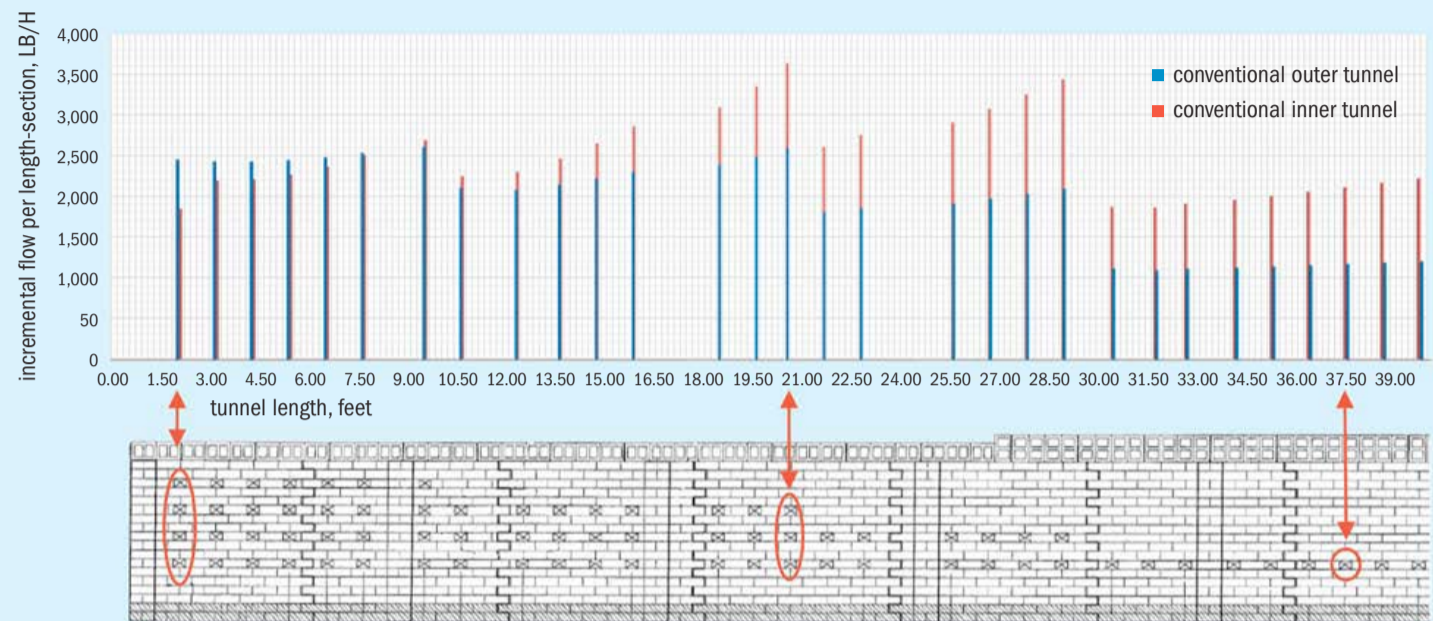 incremental flow per length-section, LB/H
4,000
3,500
3,000
2,500
2,000
1,500
1,000
50
0
conventional outer tunnel
conventional inner tunnel
0.00 1.50 3.00 4.50 6.00 7.50 9.00 10.50 12.00 13.50 15.00 16.50 18.00 19.50 21.00 22.50 24.00 25.50 27.00 28.50 30.00 31.50 33.00 34.50 36.00 37.50 39.00
tunnel length, feet